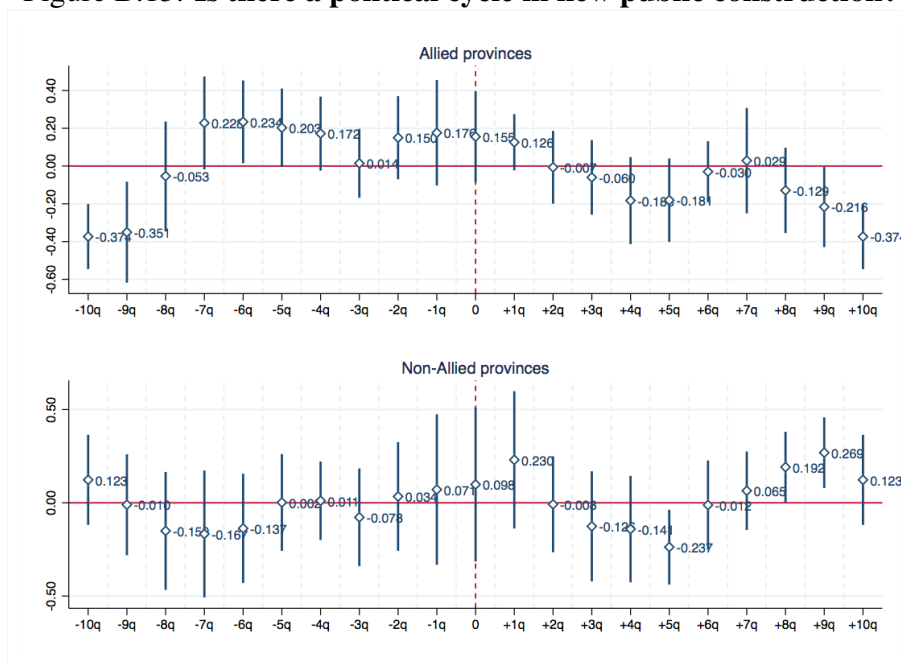 Figure Is there a political cycle in new public construction?
Allied provinces
0.40
0.20
0.00
-0.20
-0.40
-0.60
-0.374 -0.351 -0.053 0.228 0.234 0.203 0.172 0.014 0.150 0.176 0.155 0.126 -0.007 -0.060 -0.181 -0.030 0.029 -0.129 -0.216 -0.374
-10q -9q -8q -7q -6q -5q -4q -3q -2q -1q 0 +1q +2q +3q +4q +5q +6q +7q +8q +9q +10q
Non-Allied provinces
0.50
0.00
-0.50
0.123 -0.010 -0.167 -0.137 0.002 0.011 -0.078 0.034 0.071 0.098 0.230 -0.008 -0.126 -0.141 -0.237 -0.012 0.065 0.192 0.269 0.123
-10q -9q -8q -7q -6q -5q -4q -3q -2q -1q 0 +1q +2q +3q +4q +5q +6q +7q +8q +9q +10q